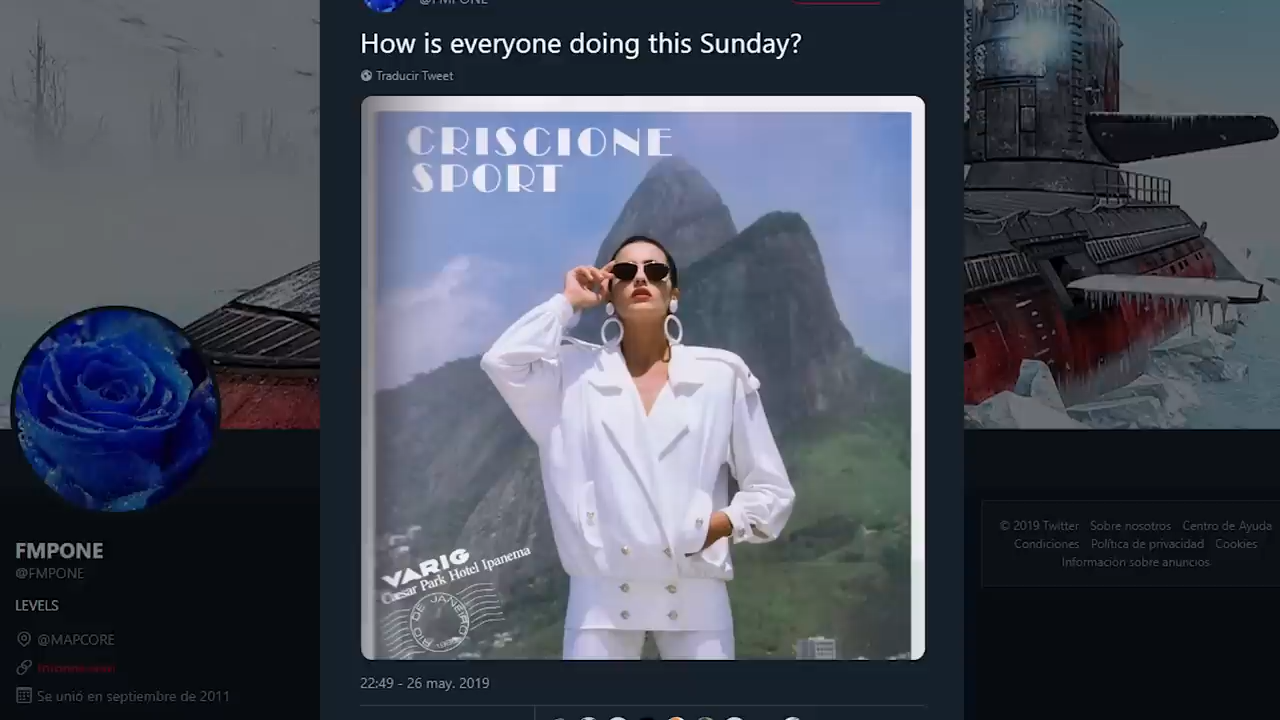 @FMPONE
How is everyone doing this Sunday?
Traducir Tweet
CRISCIONE
SPORT
VARIG
Caesar Park Hotel Ipanema
RIO DE JANEIRO
22:49 - 26 may. 2019
FMPONE
@FMPONE
LEVELS
@MAPCORE
Se unió en septiembre de 2011
© 2019 Twitter Sobre nosotros Centro de Ayuda
Condiciones Política de privacidad Cookies
Información sobre anuncios